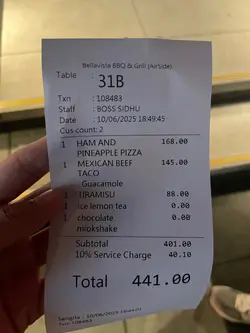 Bellavista BBQ & Grill (Airside)
Table : 31B
Txn : 108483
Staff : BOSS SIDHU
Date : 10/06/2025 18:49:45
Cus count: 2
1 HAM AND 168.00
PINEAPPLE PIZZA
1 MEXICAN BEEF 145.00
TACO
Guacamole
1 TIRAMISU 88.00
1 ice lemon tea 0.00
1 chocolate 0.00
miokshake
Subtotal 401.00
10% Service Charge 40.10
Total 441.00